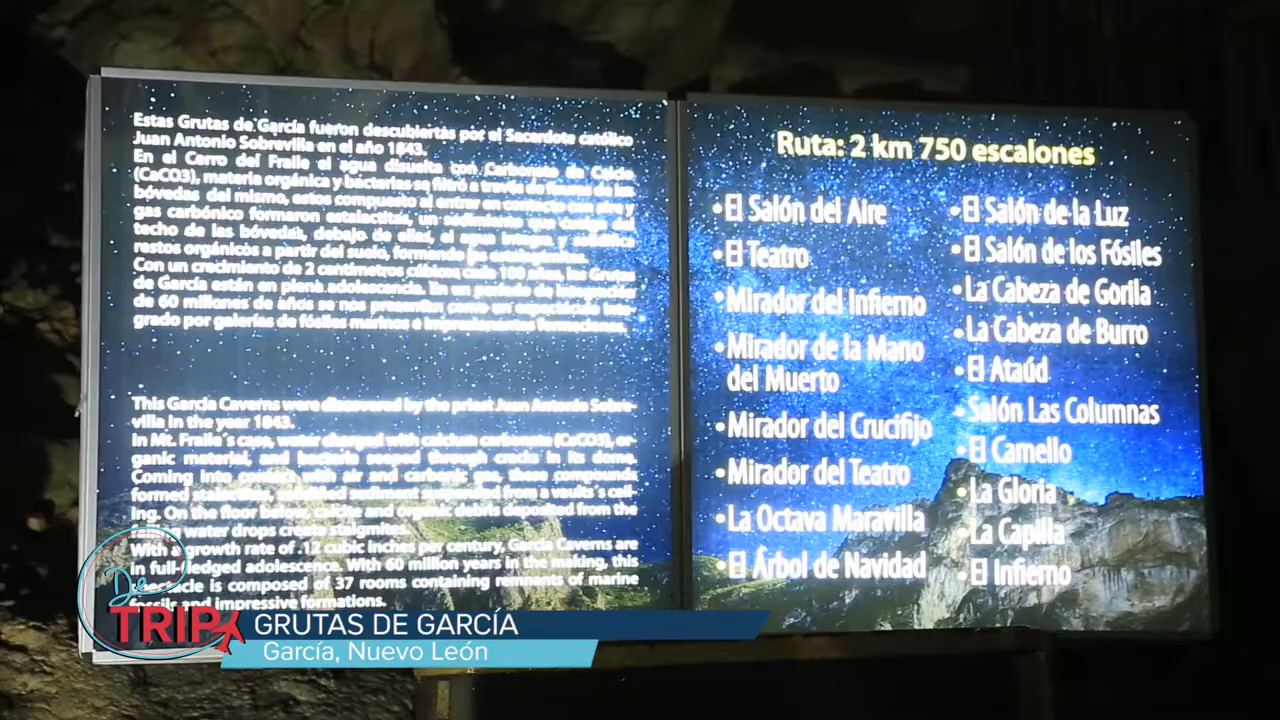 Estas Grutas de García fueron descubiertas por el Sacerdote católico
Juan Antonio Sobrevilla en el año 1843.
En el Cerro del Fraile el agua disuelta con Carbonato de Calcio
(CaCO3), materia orgánica y bacterias se filtró a través de fisuras de las
bóvedas del mismo, estos compuesto al entrar en contacto con aire y
gas carbónico formaron estalactitas, un sedimento que cuelga del
techo de las bóvedas, debajo de ellas, el agua
restos orgánicos a partir del suelo, formando las estalagmitas.
Con un crecimiento de 2 centímetros cúbicos cada 100 años, las Grutas
de García están en plena adolescencia. En un periodo de
de 60 millones de años se nos presentan como un espectáculo
grado por galerías de fósiles marinos e impresionantes formaciones.
This García Caverns were discovered by the priest Juan Antonio Sobre-
villa in the year 1843.
In Mt. Fraile´s case, water charged with calcium carbonate (CaCO3), or-
ganic material, and bacteria seeped through cracks in its dome.
Coming into contact with air and carbonic gas, these compounds
formed stalactites, sediment suspended from a vault´s ceil-
ing. On the floor below, calcite and organic debris deposited from the
water drops create stalagmites.
With a growth rate of .12 cubic inches per century, García Caverns are
in full-fledged adolescence. With 60 million years in the making, this
spectacle is composed of 37 rooms containing remnants of marine
fossils and impressive formations.
Ruta: 2 km 750 escalones
•El Salón del Aire
•El Teatro
•Mirador del Infierno
•Mirador de la Mano
del Muerto
•Mirador del Crucifijo
•Mirador del Teatro
•La Octava Maravilla
•El Árbol de Navidad
•El Salón de la Luz
•El Salón de los Fósiles
•La Cabeza de Gorila
•La Cabeza de Burro
•El Ataúd
•Salón Las Columnas
•El Camello
•La Gloria
•La Capilla
•El Infierno
De
TRIP
GRUTAS DE GARCÍA
García, Nuevo León